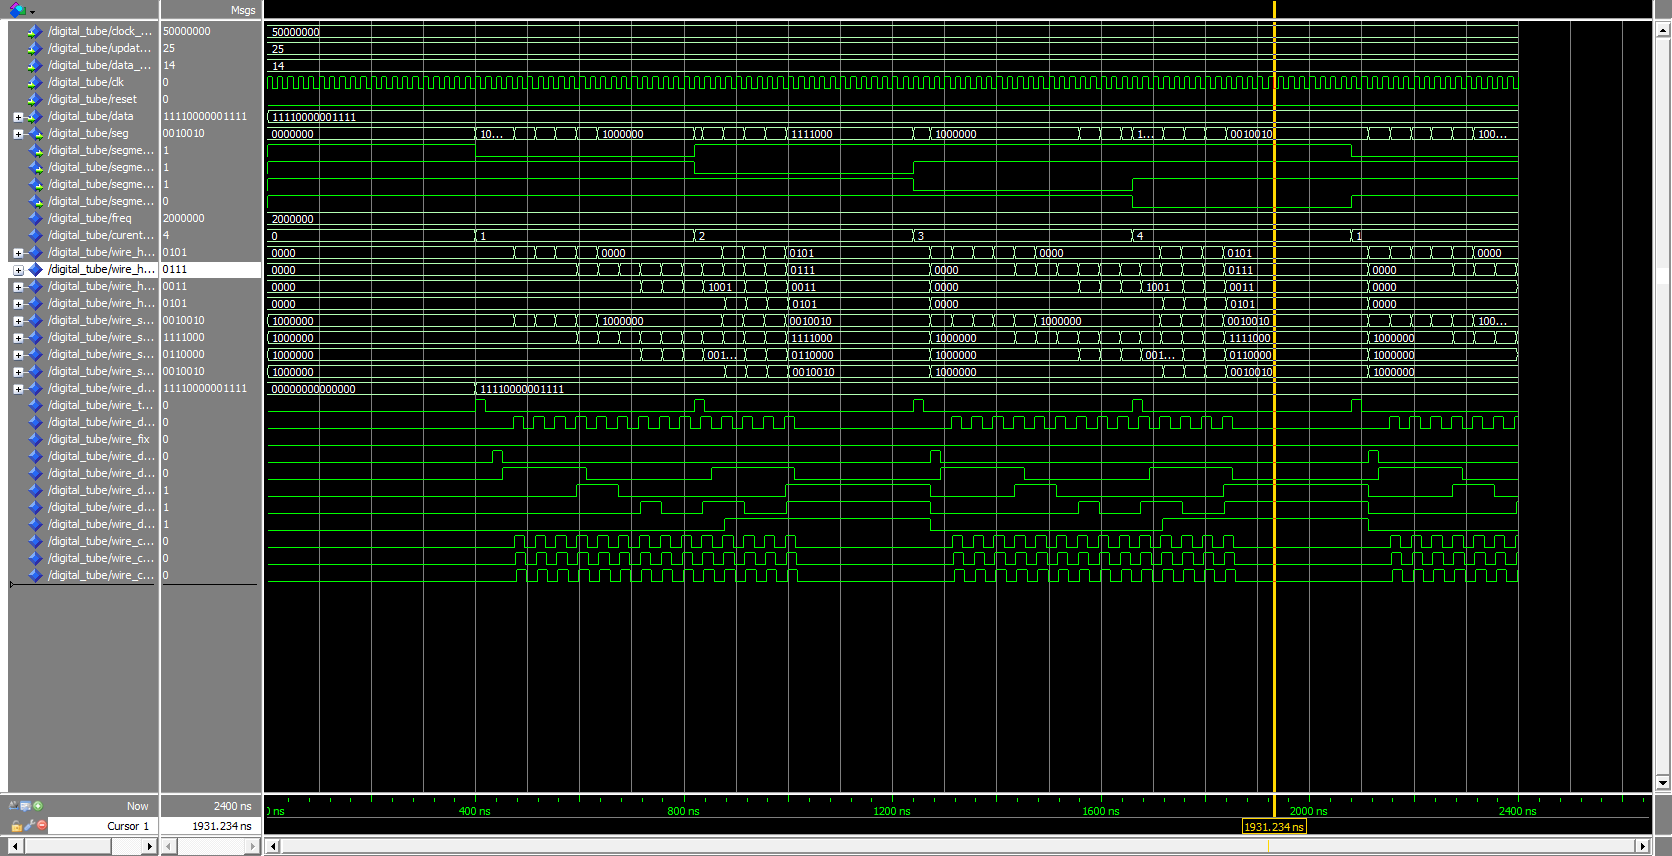 Msgs
/digital_tube/clock_... 50000000 50000000
/digital_tube/updat... 25 25
/digital_tube/data_... 14 14
/digital_tube/clk 0
/digital_tube/reset 0
/digital_tube/data 11110000001111 11110000001111
/digital_tube/seg 0010010 0000000 10... 1000000 1111000 1000000 1... 0010010 100...
/digital_tube/segme... 1
/digital_tube/segme... 1
/digital_tube/segme... 1
/digital_tube/segme... 0
/digital_tube/freq 2000000 2000000
/digital_tube/curent... 4 0 1 2 3 4 1
/digital_tube/wire_h... 0101 0000 0000 0101 0000 0101 0000
/digital_tube/wire_h... 0111 0000 0111 0000 0111 0000
/digital_tube/wire_h... 0011 0000 1001 0011 0000 1001 0011 0000
/digital_tube/wire_h... 0101 0000 0101 0000 0101 0000
/digital_tube/wire_s... 0010010 1000000 1000000 0010010 1000000 0010010 100...
/digital_tube/wire_s... 1111000 1000000 1111000 1000000 1111000 1000000
/digital_tube/wire_s... 0110000 1000000 001... 0110000 1000000 001... 0110000 1000000
/digital_tube/wire_s... 0010010 1000000 0010010 1000000 0010010 1000000
/digital_tube/wire_d... 11110000001111 00000000000000 11110000001111
/digital_tube/wire_t... 0
/digital_tube/wire_d... 0
/digital_tube/wire_fix 0
/digital_tube/wire_d... 0
/digital_tube/wire_d... 0
/digital_tube/wire_d... 1
/digital_tube/wire_d... 1
/digital_tube/wire_d... 1
/digital_tube/wire_c... 0
/digital_tube/wire_c... 0
/digital_tube/wire_c... 0
Now 2400 ns ns 400 ns 800 ns 1200 ns 1600 ns 2000 ns 2400 ns
Cursor 1 1931.234 ns 1931.234 ns